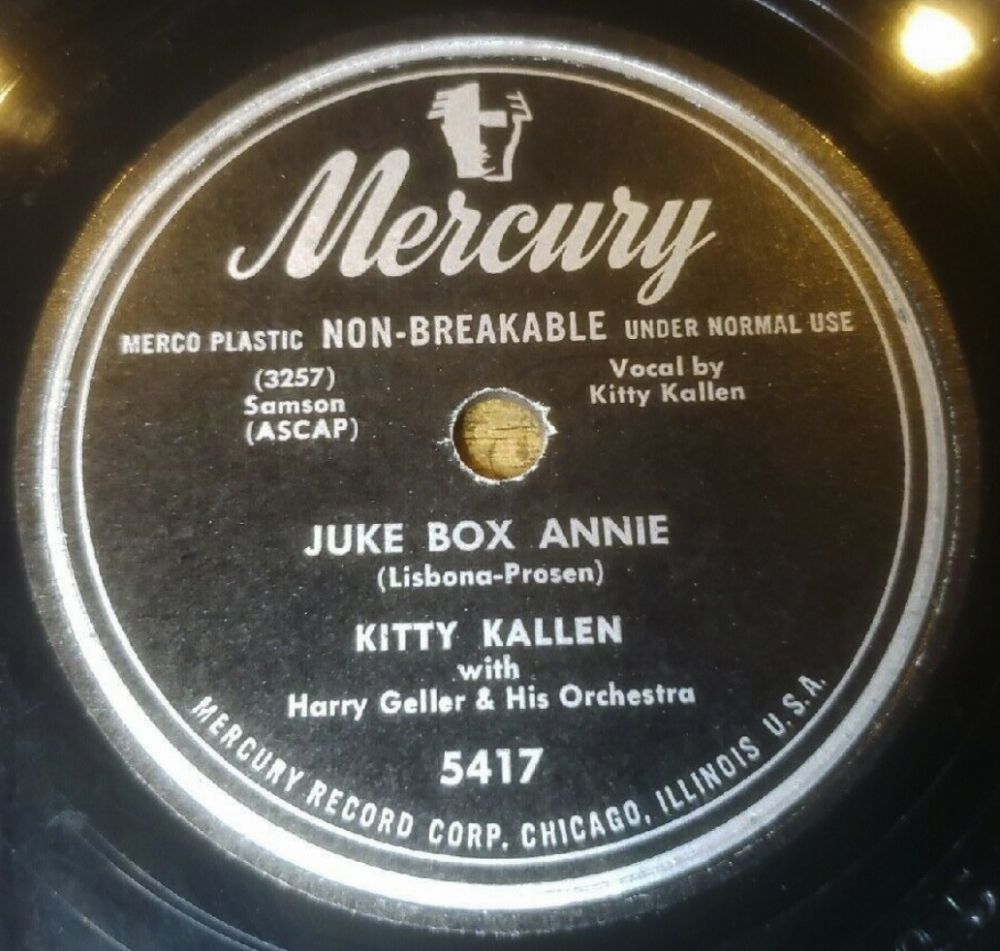 Mercury
MERCO PLASTIC NON-BREAKABLE UNDER NORMAL USE
(3257)
Samson
(ASCAP)
Vocal by
Kitty Kallen
JUKE BOX ANNIE
(Lisbona-Prosen)
KITTY KALLEN
with
Harry Geller & His Orchestra
5417
MERCURY RECORD CORP. CHICAGO, ILLINOIS U.S.A.